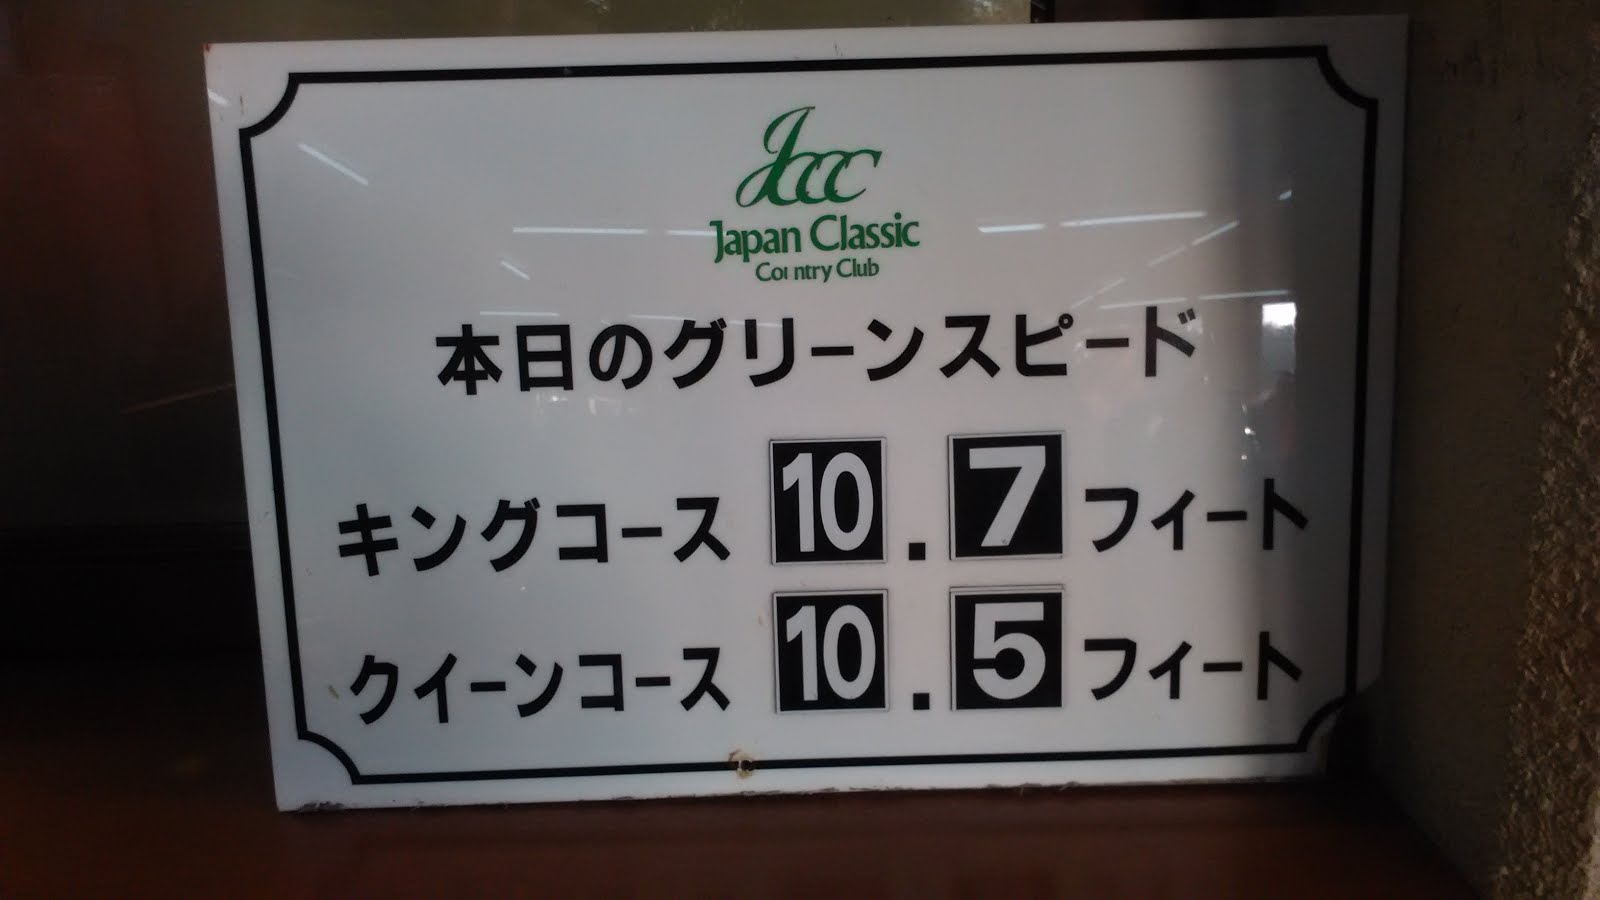 JCCC
Japan Classic
Country Club
本日のグリーンスピード
キングコース 10.7フィート
クイーンコース 10.5フィート